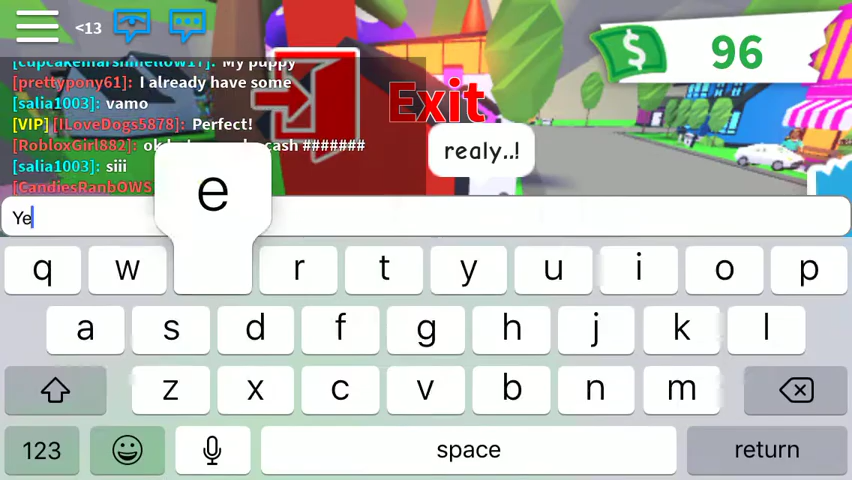 <13
96
[cupcakemarshmellow17]: My puppy
[prettypony61]: I already have some
[salia1003]: vamo
[VIP] [ILoveDogs5878]: Perfect!
[RobloxGirl882]: ok cash #######
[salia1003]: siii
[CandiesRanbOWS
Exit
realy..!
Ye
e
q w r t y u i o p
a s d f g h j k l
z x c v b n m
123 space return